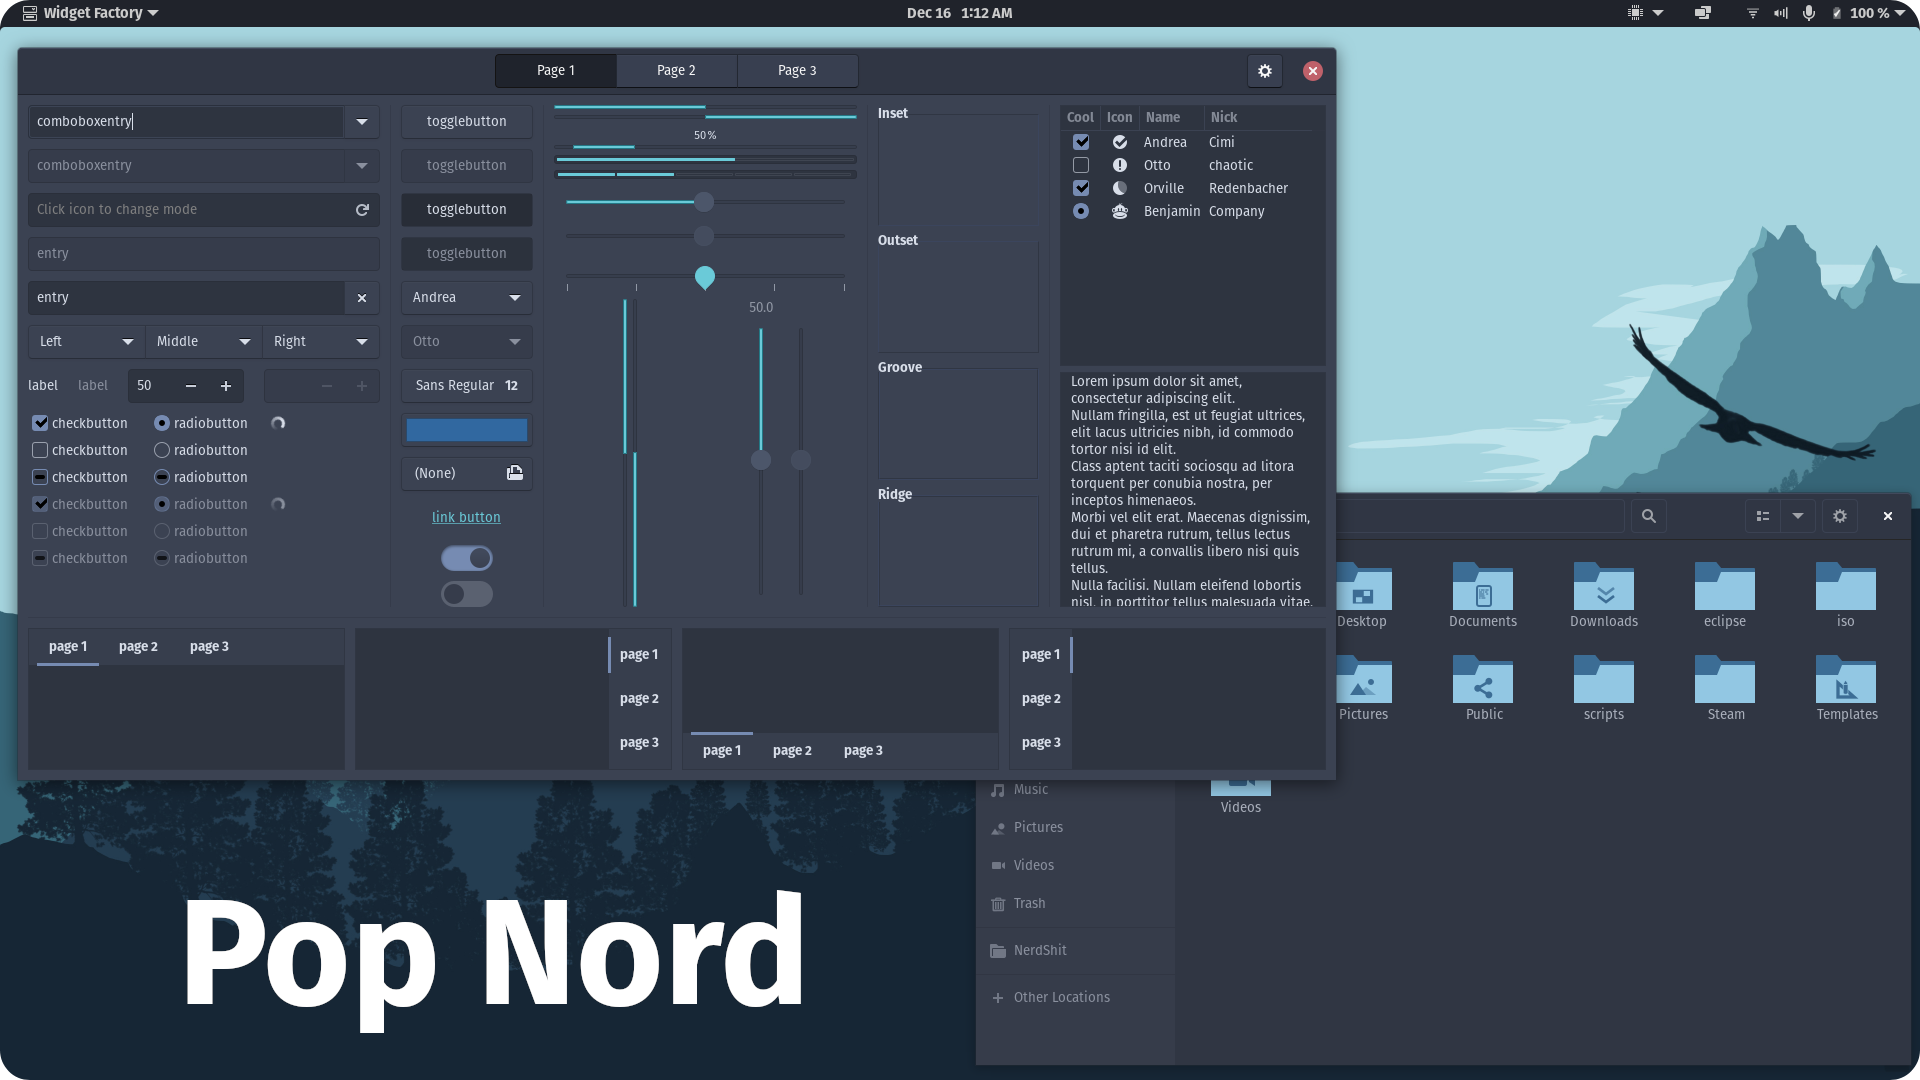 Widget Factory
Dec 16 1:12 AM
100 %
Page 1 Page 2 Page 3
comboboxentry
comboboxentry
Click icon to change mode
entry
entry
Left Middle Right
label label 50
checkbutton radiobutton
checkbutton radiobutton
checkbutton radiobutton
checkbutton radiobutton
checkbutton radiobutton
checkbutton radiobutton
togglebutton
togglebutton
togglebutton
togglebutton
Andrea
Otto
Sans Regular 12
(None)
link button
50 %
50.0
Inset
Outset
Groove
Ridge
Cool Icon Name Nick
Andrea Cimi
Otto chaotic
Orville Redenbacher
Benjamin Company
Lorem ipsum dolor sit amet,
consectetur adipiscing elit.
Nullam fringilla, est ut feugiat ultrices,
elit lacus ultricies nibh, id commodo
tortor nisi id elit.
Class aptent taciti sociosqu ad litora
torquent per conubia nostra, per
inceptos himenaeos.
Morbi vel elit erat. Maecenas dignissim,
dui et pharetra rutrum, tellus lectus
rutrum mi, a convallis libero nisi quis
tellus.
Nulla facilisi. Nullam eleifend lobortis
nisl, in porttitor tellus malesuada vitae.
page 1 page 2 page 3
page 1
page 2
page 3
page 1 page 2 page 3
page 1
page 2
page 3
Desktop Documents Downloads eclipse iso
Pictures Public scripts Steam Templates
Videos
Music
Pictures
Videos
Trash
NerdShit
Other Locations
Pop Nord